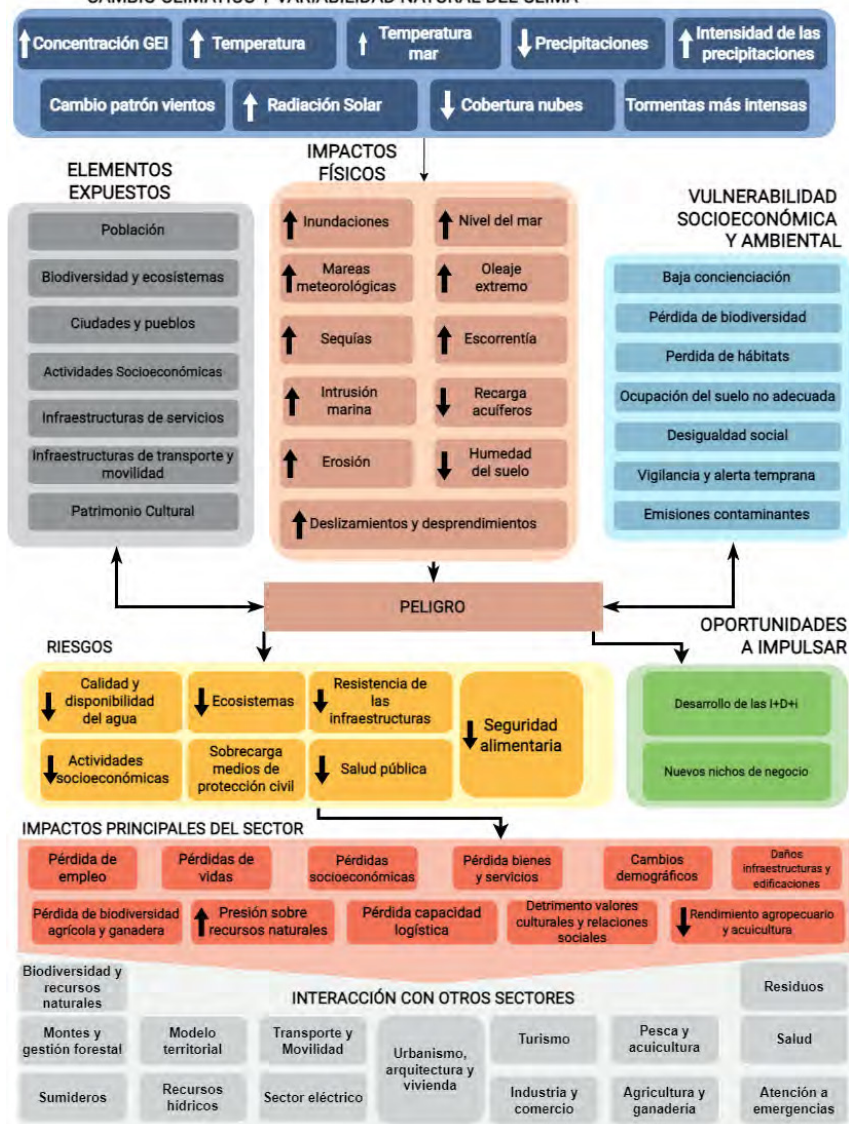 CAMBIO CLIMÁTICO Y VARIABILIDAD NATURAL DEL CLIMA
Concentración GEI
Temperatura
Temperatura
mar
Precipitaciones
Intensidad de las
precipitaciones
Cambio patrón vientos
Radiación Solar
Cobertura nubes
Tormentas más intensas
ELEMENTOS
EXPUESTOS
Población
Biodiversidad y ecosistemas
Ciudades y pueblos
Actividades Socioeconómicas
Infraestructuras de servicios
Infraestructuras de transporte y
movilidad
Patrimonio Cultural
IMPACTOS
FÍSICOS
Inundaciones
Nivel del mar
Mareas
meteorológicas
Oleaje
extremo
Sequías
Escorrentía
Intrusión
marina
Recarga
acuíferos
Erosión
Humedad
del suelo
Deslizamientos y desprendimientos
VULNERABILIDAD
SOCIOECONÓMICA
Y AMBIENTAL
Baja concienciación
Pérdida de biodiversidad
Perdida de hábitats
Ocupación del suelo no adecuada
Desigualdad social
Vigilancia y alerta temprana
Emisiones contaminantes
PELIGRO
RIESGOS
Calidad y
disponibilidad
del agua
Ecosistemas
Resistencia de
las
infraestructuras
Seguridad
alimentaria
Actividades
socioeconómicas
Sobrecarga
medios de
protección civil
Salud pública
OPORTUNIDADES
A IMPULSAR
Desarrollo de las I+D+i
Nuevos nichos de negocio
IMPACTOS PRINCIPALES DEL SECTOR
Pérdida de
empleo
Pérdidas de
vidas
Pérdidas
socioeconómicas
Pérdida bienes
y servicios
Cambios
demográficos
Daños
infraestructuras y
edificaciones
Pérdida de biodiversidad
agrícola y ganadera
Presión sobre
recursos naturales
Pérdida capacidad
logística
Detrimento valores
culturales y relaciones
sociales
Rendimiento agropecuario
y acuicultura
INTERACCIÓN CON OTROS SECTORES
Biodiversidad y
recursos
naturales
Residuos
Montes y
gestión forestal
Modelo
territorial
Transporte y
Movilidad
Urbanismo,
arquitectura y
vivienda
Turismo
Pesca y
acuicultura
Salud
Sumideros
Recursos
hídricos
Sector eléctrico
Industria y
comercio
Agricultura y
ganadería
Atención a
emergencias